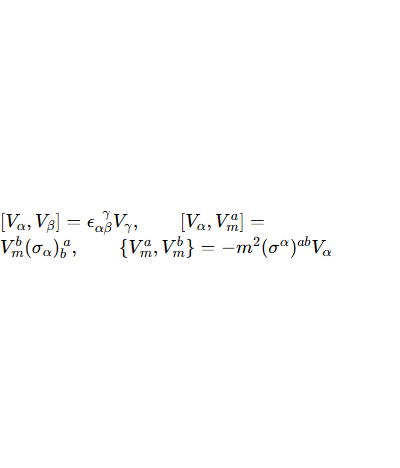 $[V_\alpha, V_\beta] = \epsilon_{\alpha\beta}^{\ \ \gamma} V_\gamma, \qquad [V_\alpha, V_m^a] =$
$V_m^b (\sigma_\alpha)_b^{\ a}, \qquad \{V_m^a, V_m^b\} = -m^2 (\sigma^\alpha)^{ab} V_\alpha$